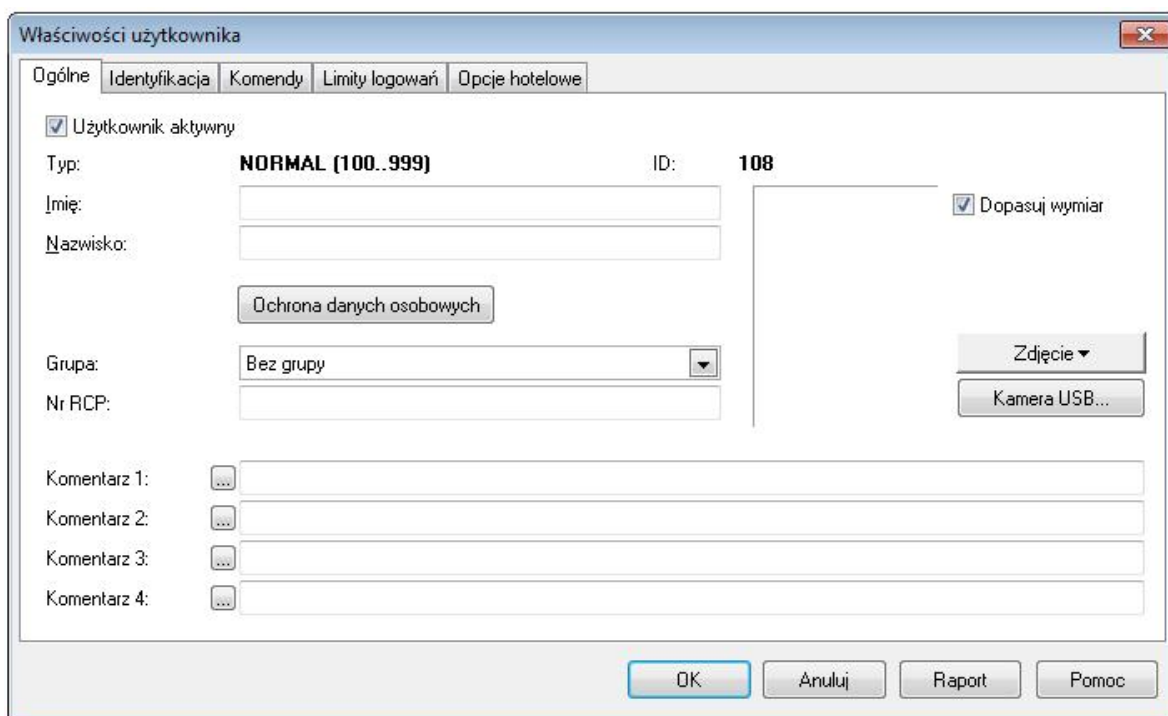 Właściwości użytkownika
Ogólne Identyfikacja Komendy Limity logowań Opcje hotelowe
Użytkownik aktywny
Typ: NORMAL (100..999) ID: 108
Imię: Dopasuj wymiar
Nazwisko:
Ochrona danych osobowych
Zdjęcie
Grupa: Bez grupy
Kamera USB...
Nr RCP:
Komentarz 1: ...
Komentarz 2: ...
Komentarz 3: ...
Komentarz 4: ...
OK Anuluj Raport Pomoc